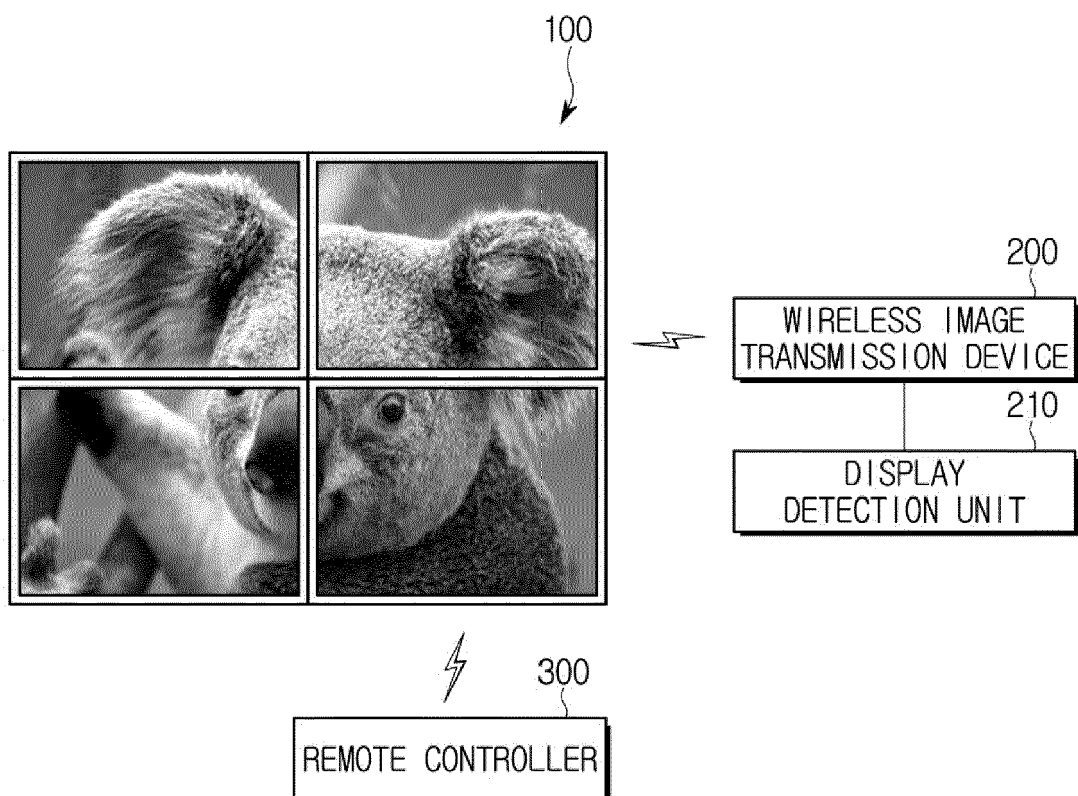 100
200
WIRELESS IMAGE
TRANSMISSION DEVICE
210
DISPLAY
DETECTION UNIT
300
REMOTE CONTROLLER